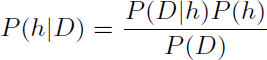 P(h|D) = P(D|h)P(h) / P(D)